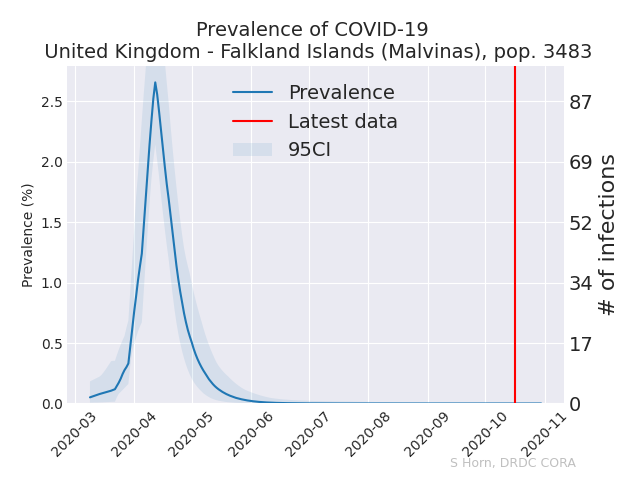 Prevalence of COVID-19
United Kingdom - Falkland Islands (Malvinas), pop. 3483
Prevalence
Latest data
95CI
Prevalence (%)
2.5
2.0
1.5
1.0
0.5
0.0
87
69
52
34
17
0
# of infections
2020-03
2020-04
2020-05
2020-06
2020-07
2020-08
2020-09
2020-10
2020-11
S Horn, DRDC CORA